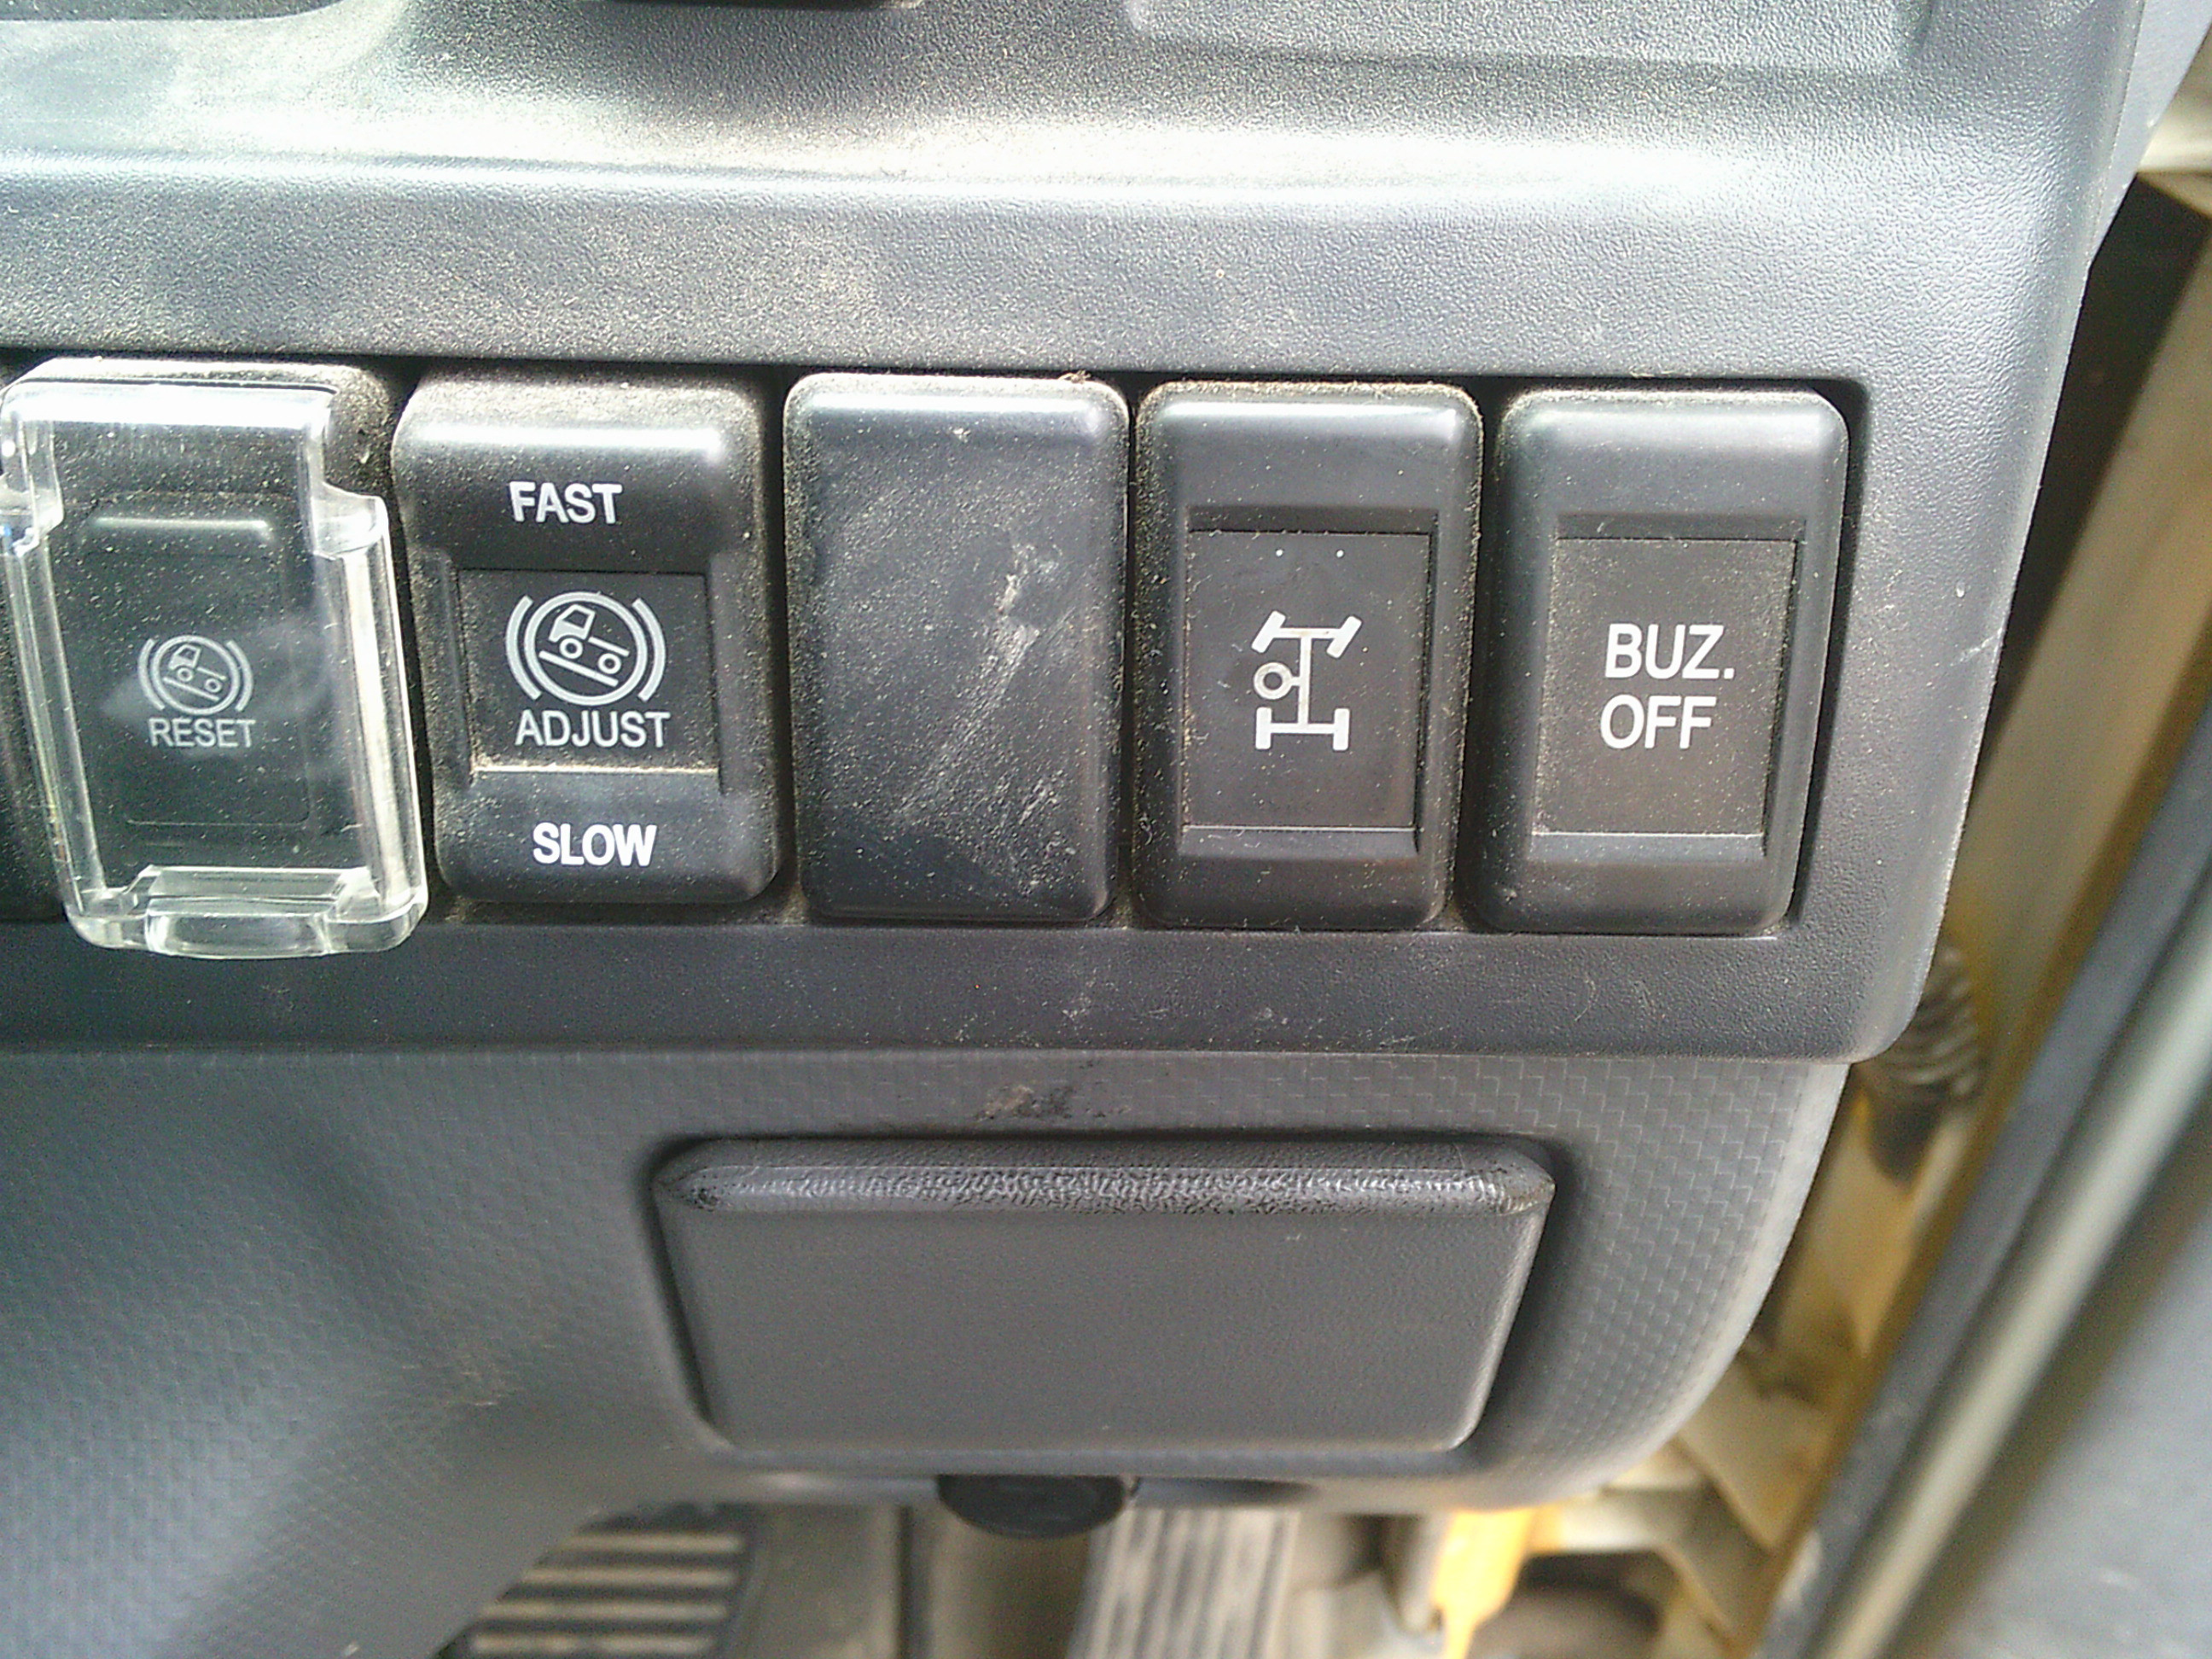 RESET
FAST
ADJUST
SLOW
BUZ.
OFF